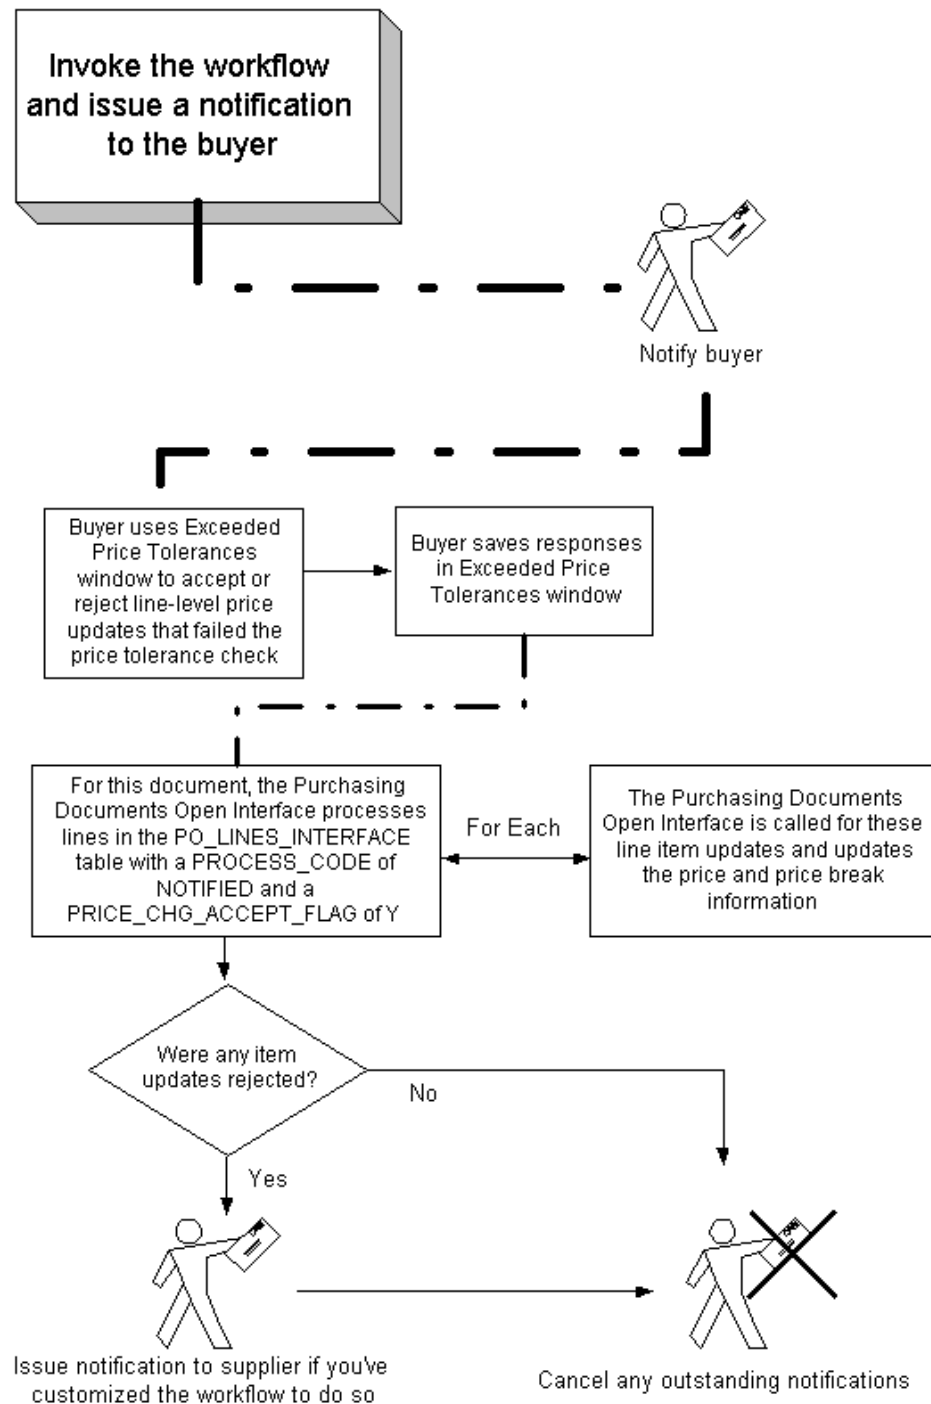 Invoke the workflow
and issue a notification
to the buyer
Notify buyer
Buyer uses Exceeded
Price Tolerances
window to accept or
reject line-level price
updates that failed the
price tolerance check
Buyer saves responses
in Exceeded Price
Tolerances window
For this document, the Purchasing
Documents Open Interface processes
lines in the PO_LINES_INTERFACE
table with a PROCESS_CODE of
NOTIFIED and a
PRICE_CHG_ACCEPT_FLAG of Y
For Each
The Purchasing Documents
Open Interface is called for these
line item updates and updates
the price and price break
information
Were any item
updates rejected?
No
Yes
Issue notification to supplier if you've
customized the workflow to do so
Cancel any outstanding notifications